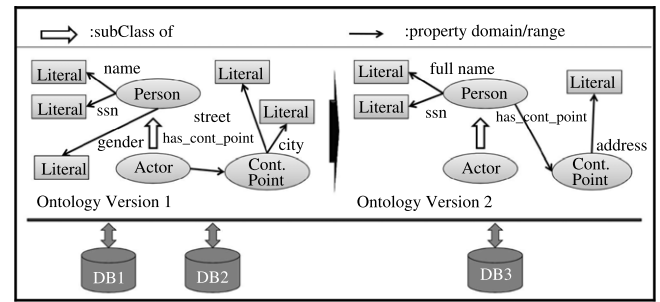 :subClass of
:property domain/range
Literal
name
Literal
ssn
Person
Literal
street
Literal
gender
has_cont_point
city
Literal
Actor
Cont.
Point
Ontology Version 1
Literal
full name
Literal
ssn
Person
Literal
has_cont_point
address
Actor
Cont.
Point
Ontology Version 2
DB1
DB2
DB3